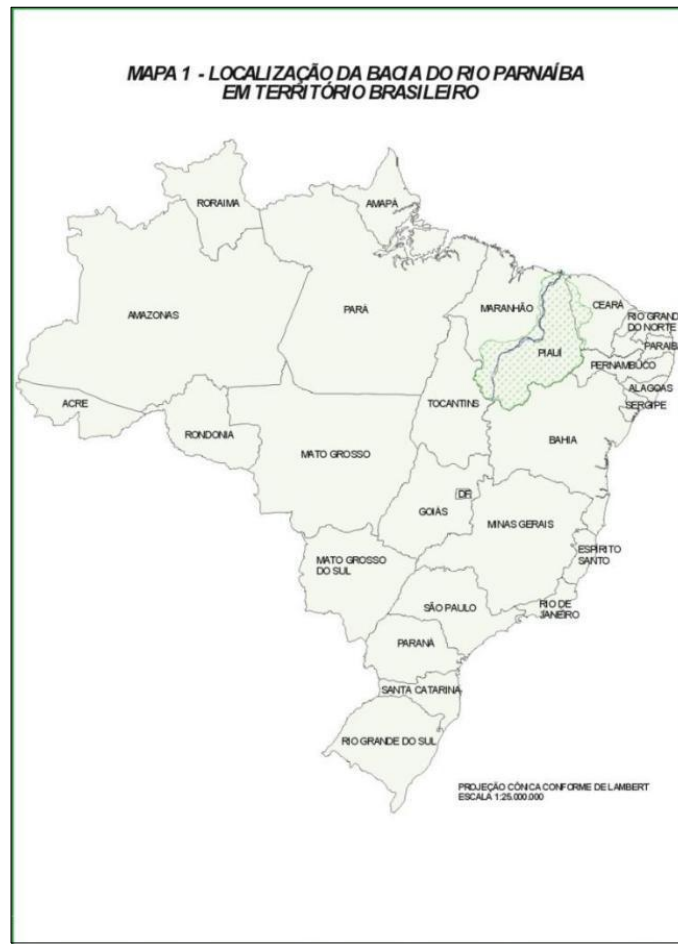 MAPA 1 - LOCALIZAÇÃO DA BACIA DO RIO PARNAÍBA
EM TERRITÓRIO BRASILEIRO
RORAIMA
AMAPÁ
AMAZONAS
PARÁ
MARANHÃO
CEARÁ
RIO GRANDE
DO NORTE
PARAIBA
PIAUÍ
PERNAMBUCO
ALAGOAS
SERGIPE
ACRE
RONDONIA
TOCANTINS
MATO GROSSO
BAHIA
DF
GOIÁS
MINAS GERAIS
MATO GROSSO
DO SUL
ESPÍRITO
SANTO
SÃO PAULO
RIO DE
JANEIRO
PARANÁ
SANTA CATARINA
RIO GRANDE DO SUL
PROJEÇÃO CÔNICA CONFORME DE LAMBERT
ESCALA 1:25.000.000